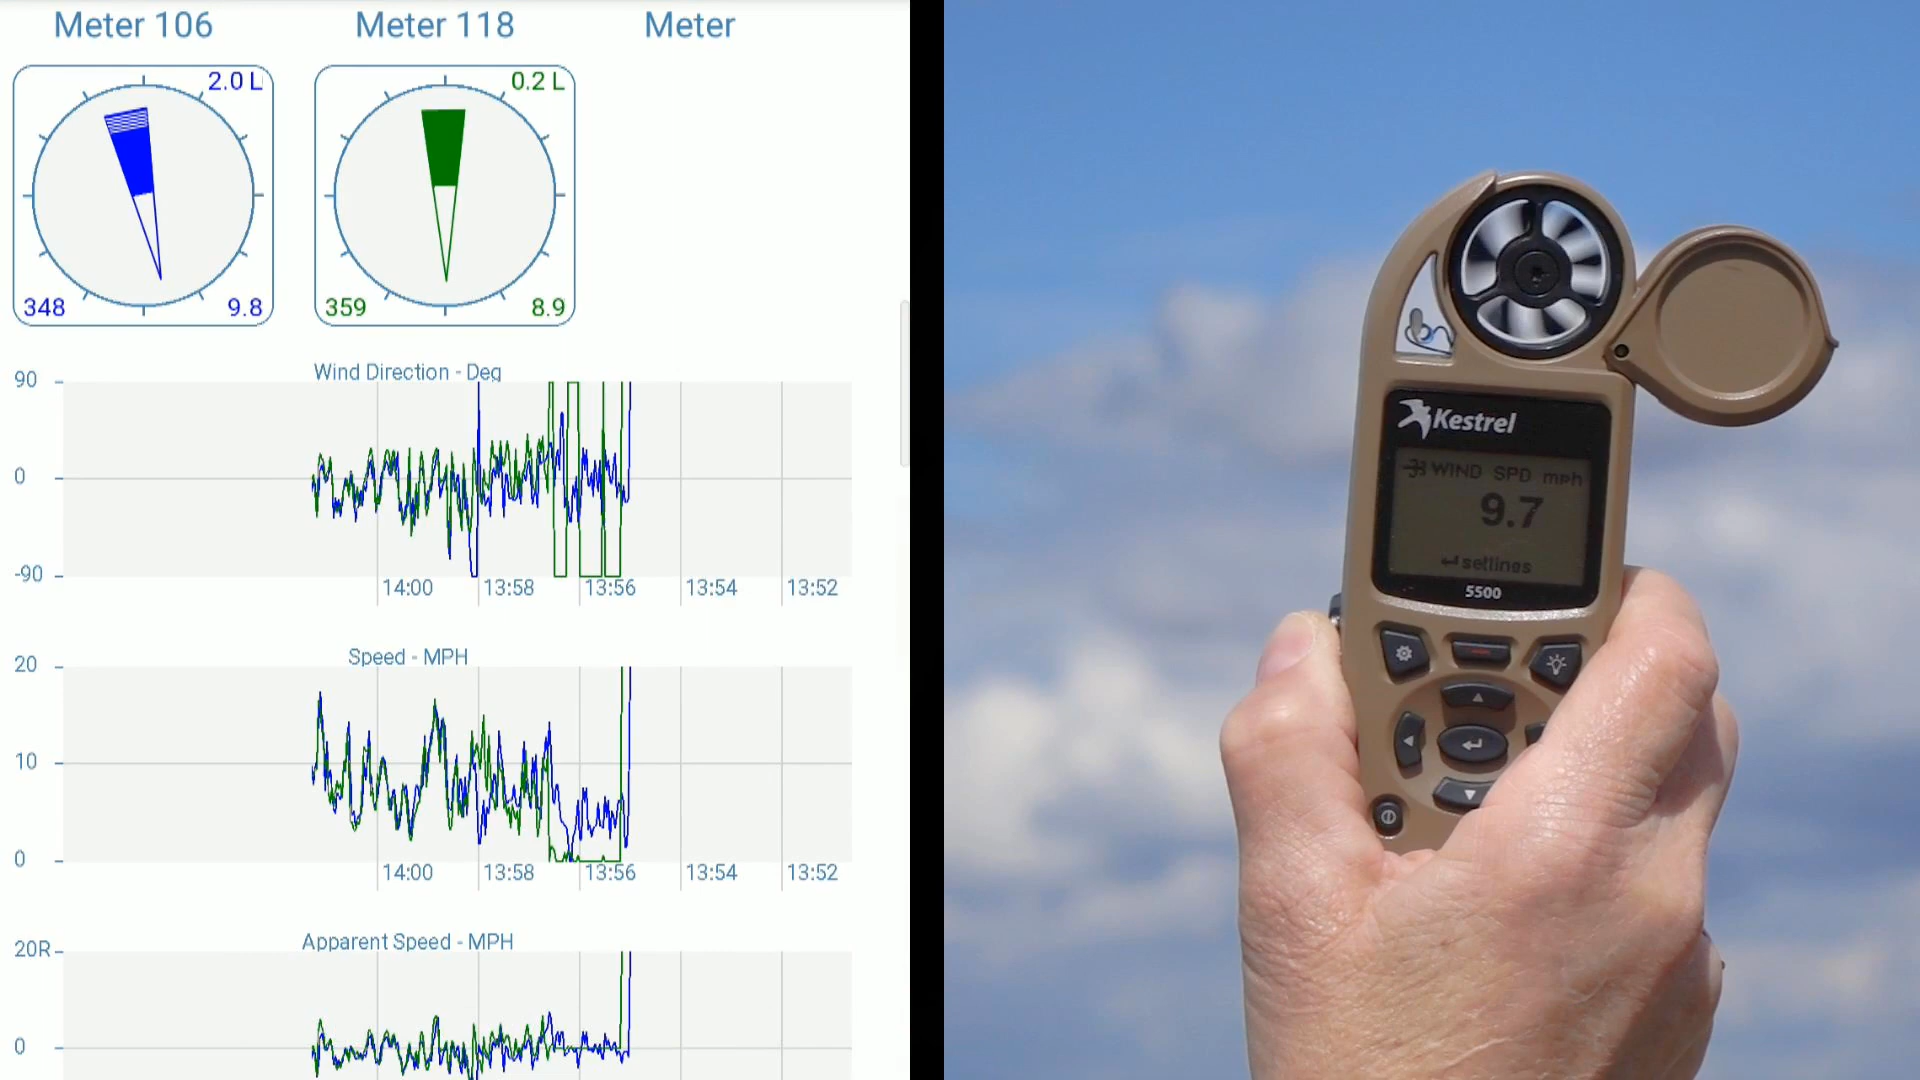 Meter 106
Meter 118
Meter
2.0 L
348
9.8
0.2 L
359
8.9
Wind Direction - Deg
90
0
-90
14:00
13:58
13:56
13:54
13:52
Speed - MPH
20
10
0
14:00
13:58
13:56
13:54
13:52
Apparent Speed - MPH
20R
0
Kestrel
WIND SPD mph
9.7
settings
5500